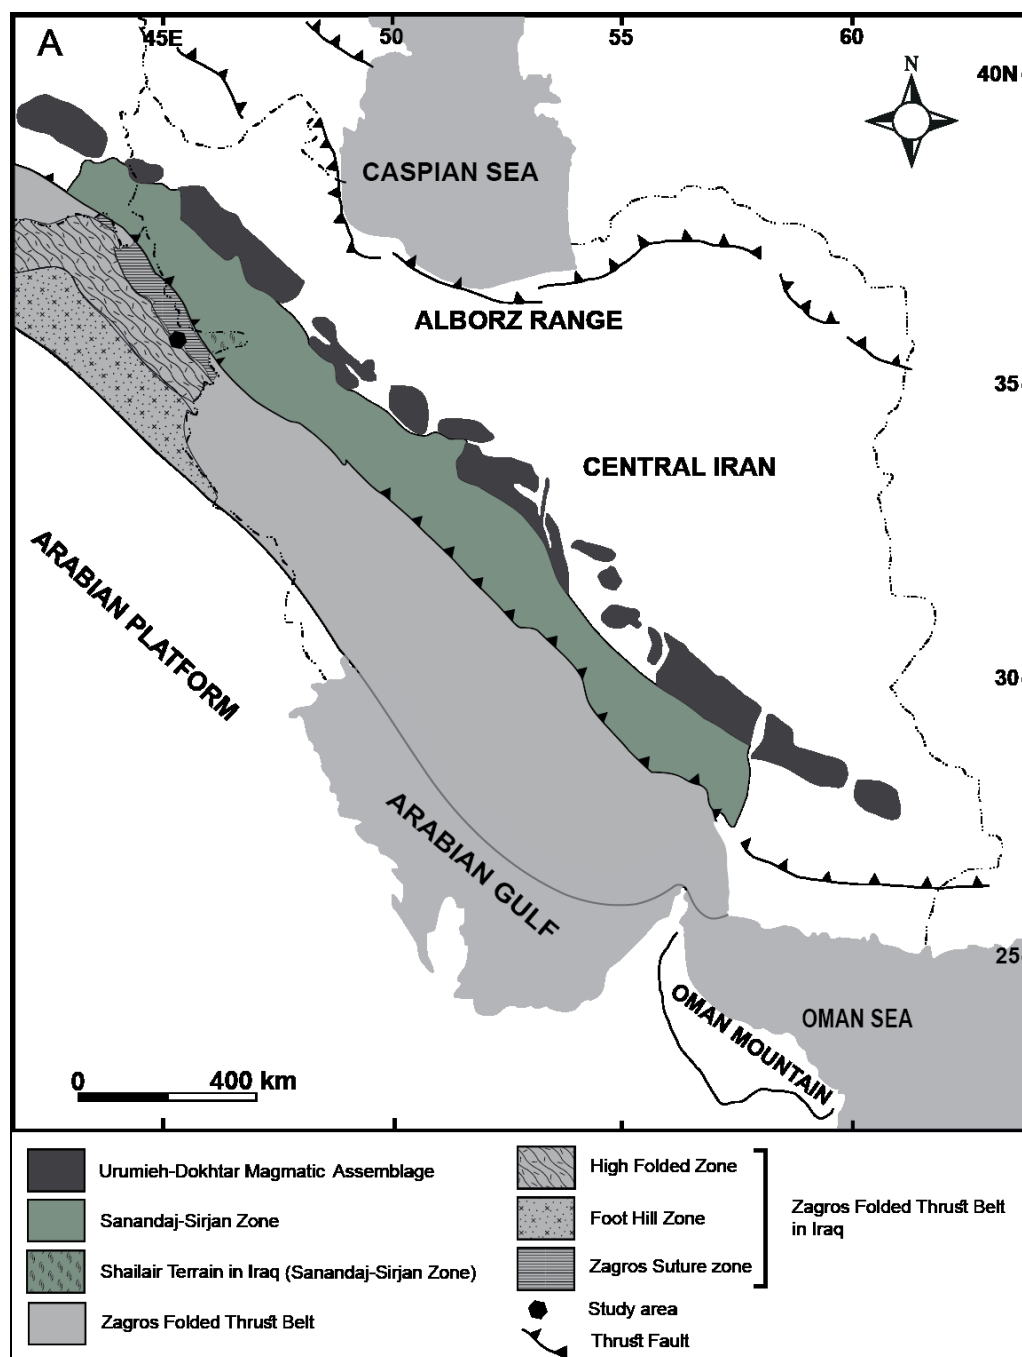 A
45E
50
55
60
N
40N
CASPIAN SEA
ALBORZ RANGE
35
CENTRAL IRAN
ARABIAN PLATFORM
30
ARABIAN GULF
25
OMAN MOUNTAIN
OMAN SEA
0 400 km
Urumieh-Dokhtar Magmatic Assemblage
Sanandaj-Sirjan Zone
Shailair Terrain in Iraq (Sanandaj-Sirjan Zone)
Zagros Folded Thrust Belt
High Folded Zone
Foot Hill Zone
Zagros Suture zone
Zagros Folded Thrust Belt
in Iraq
Study area
Thrust Fault